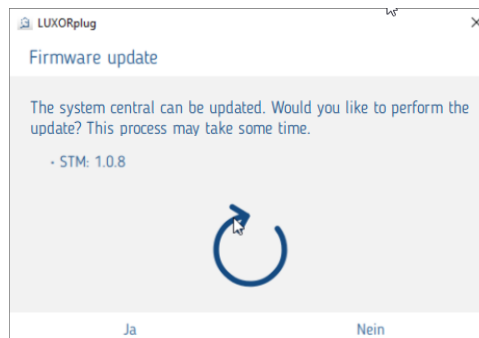 LUXORplug
Firmware update
The system central can be updated. Would you like to perform the
update? This process may take some time.
• STM: 1.0.8
Ja Nein